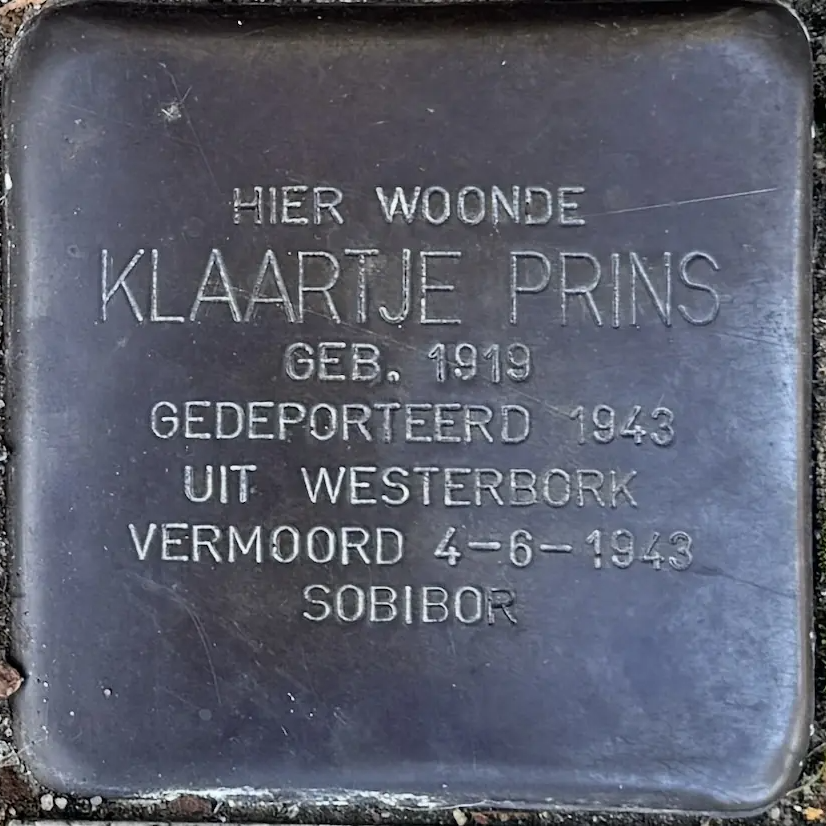 HIER WOONDE
KLAARTJE PRINS
GEB. 1919
GEDEPORTEERD 1943
UIT WESTERBORK
VERMOORD 4-6-1943
SOBIBOR